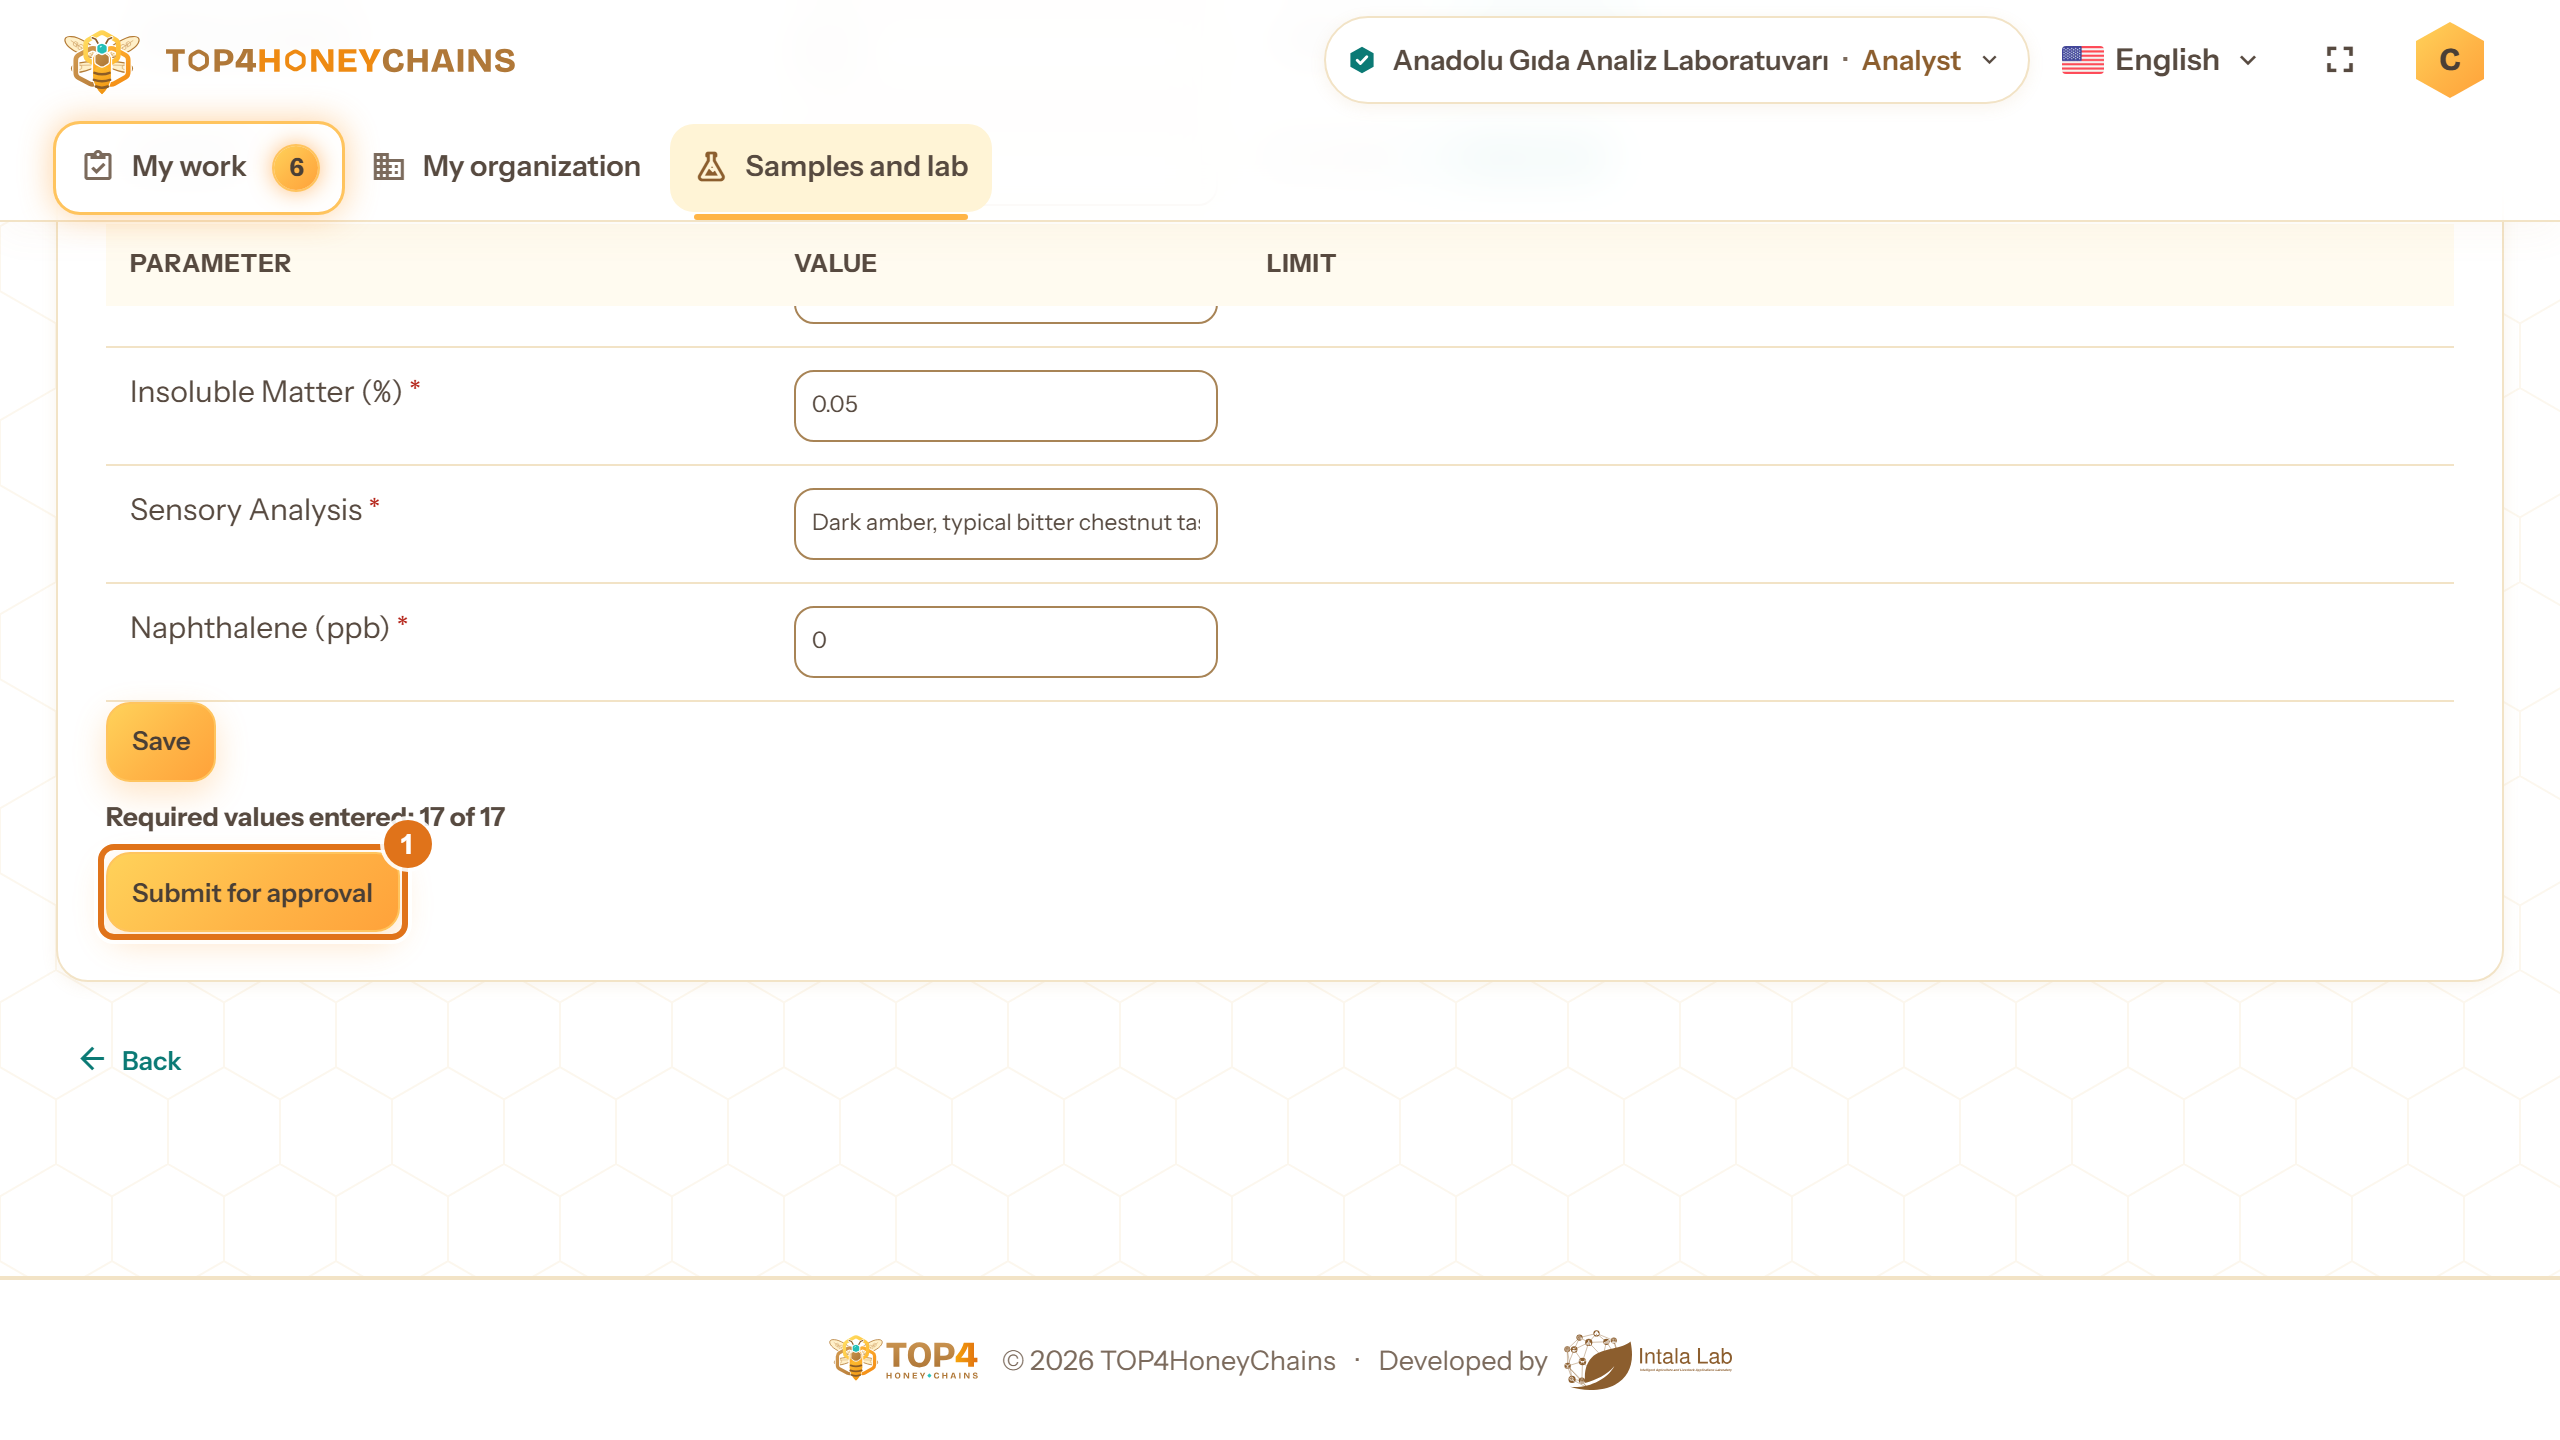 TOP4HONEYCHAINS
Anadolu Gıda Analiz Laboratuvarı · Analyst
English
C
My work 6
My organization
Samples and lab
PARAMETER VALUE LIMIT
Insoluble Matter (%) * 0.05
Sensory Analysis * Dark amber, typical bitter chestnut
Naphthalene (ppb) * 0
Save
Required values entered: 17 of 17
1
Submit for approval
Back
TOP4
HONEY CHAINS
© 2026 TOP4HoneyChains · Developed by
Intala Lab